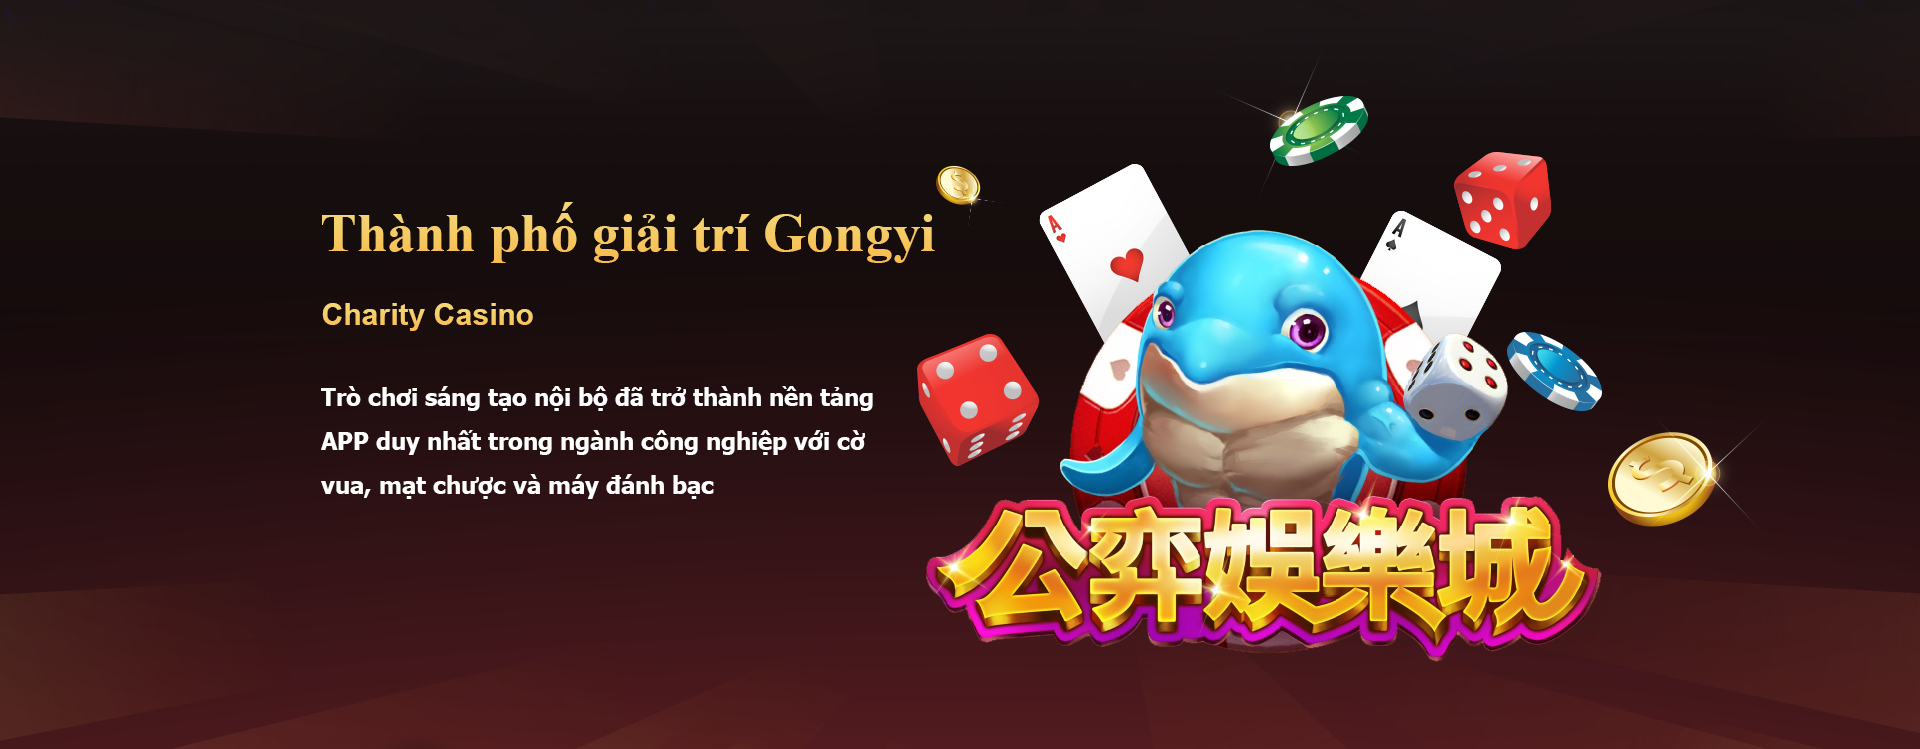 Thành phố giải trí Gongyi
Charity Casino
Trò chơi sáng tạo nội bộ đã trở thành nền tảng
APP duy nhất trong ngành công nghiệp với cờ
vua, mạt chược và máy đánh bạc
A
A
公弈娛樂城